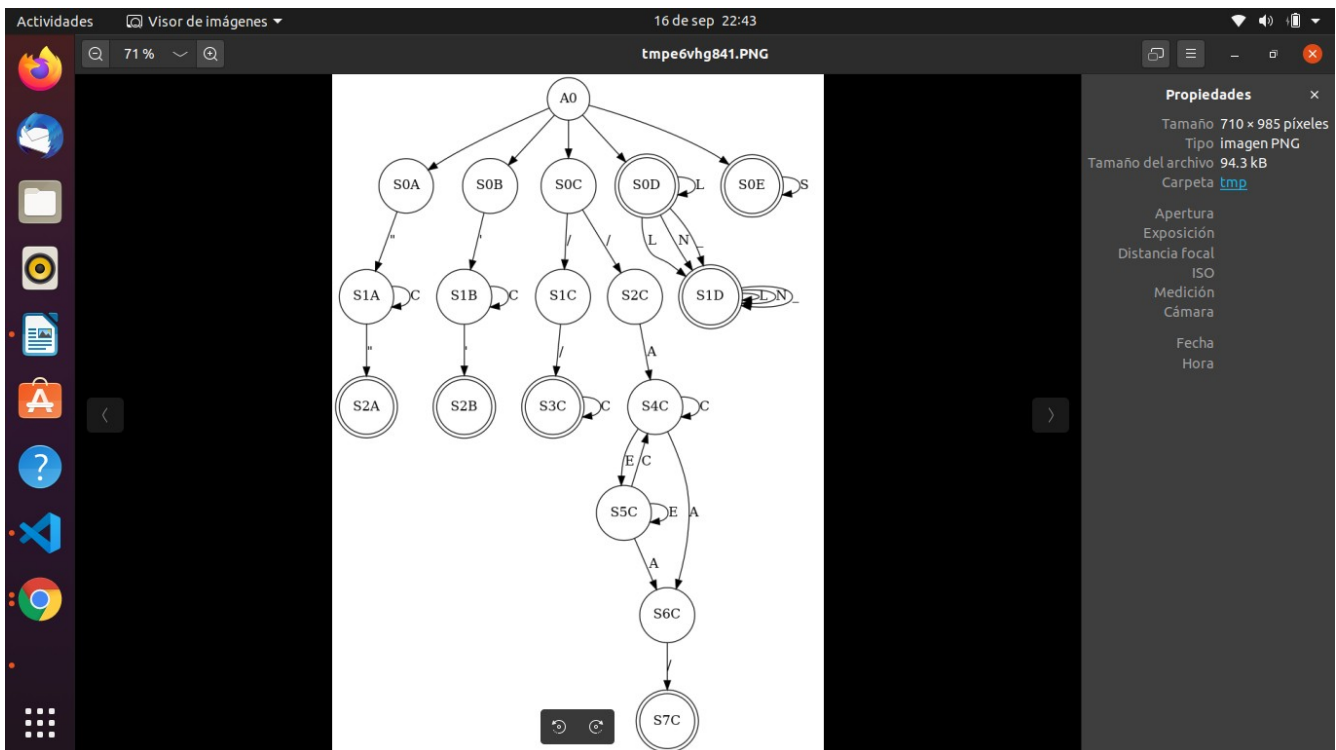 Actividades Visor de imágenes 16 de sep 22:43
71 % tmpe6vhg841.PNG
Propiedades
Tamaño 710 × 985 píxeles
Tipo imagen PNG
Tamaño del archivo 94.3 kB
Carpeta tmp
Apertura
Exposición
Distancia focal
ISO
Medición
Cámara
Fecha
Hora
A0
S0A S0B S0C S0D L S0E S
" ' / / L N _
S1A C S1B C S1C S2C S1D L N _
" ' / A
S2A S2B S3C C S4C C
E C
S5C E A
A
S6C
/
S7C